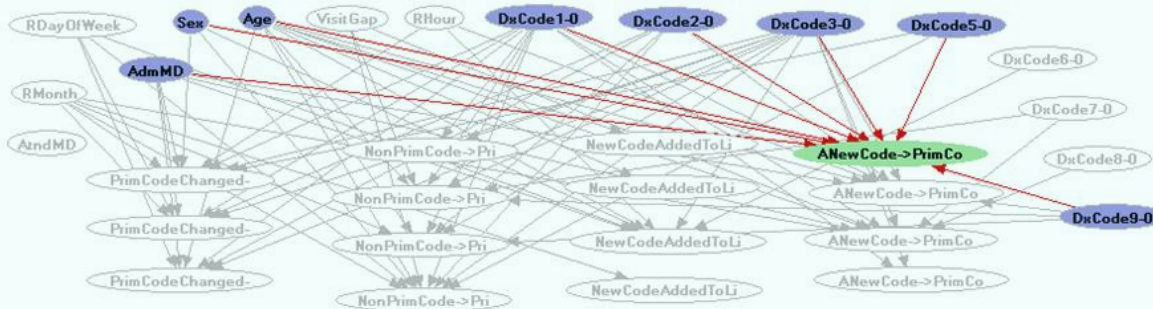 RDayOfWeek
Sex
Age
VisitGap
RHour
DxCode1-0
DxCode2-0
DxCode3-0
DxCode5-0
AdmMD
DxCode6-0
RMonth
DxCode7-0
AtndMD
NonPrimCode->Pri
NewCodeAddedToLi
ANewCode->PrimCo
DxCode8-0
PrimCodeChanged-
NonPrimCode->Pri
NewCodeAddedToLi
ANewCode->PrimCo
DxCode9-0
PrimCodeChanged-
NonPrimCode->Pri
NewCodeAddedToLi
ANewCode->PrimCo
PrimCodeChanged-
NonPrimCode->Pri
NewCodeAddedToLi
ANewCode->PrimCo